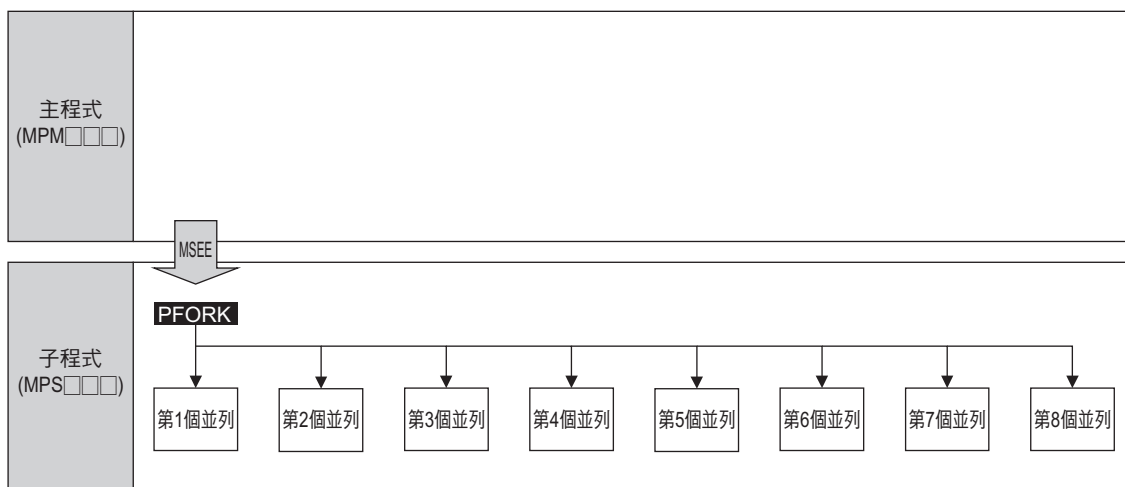 主程式
(MPM□□□)
MSEE
PFORK
子程式
(MPS□□□)
第1個並列
第2個並列
第3個並列
第4個並列
第5個並列
第6個並列
第7個並列
第8個並列